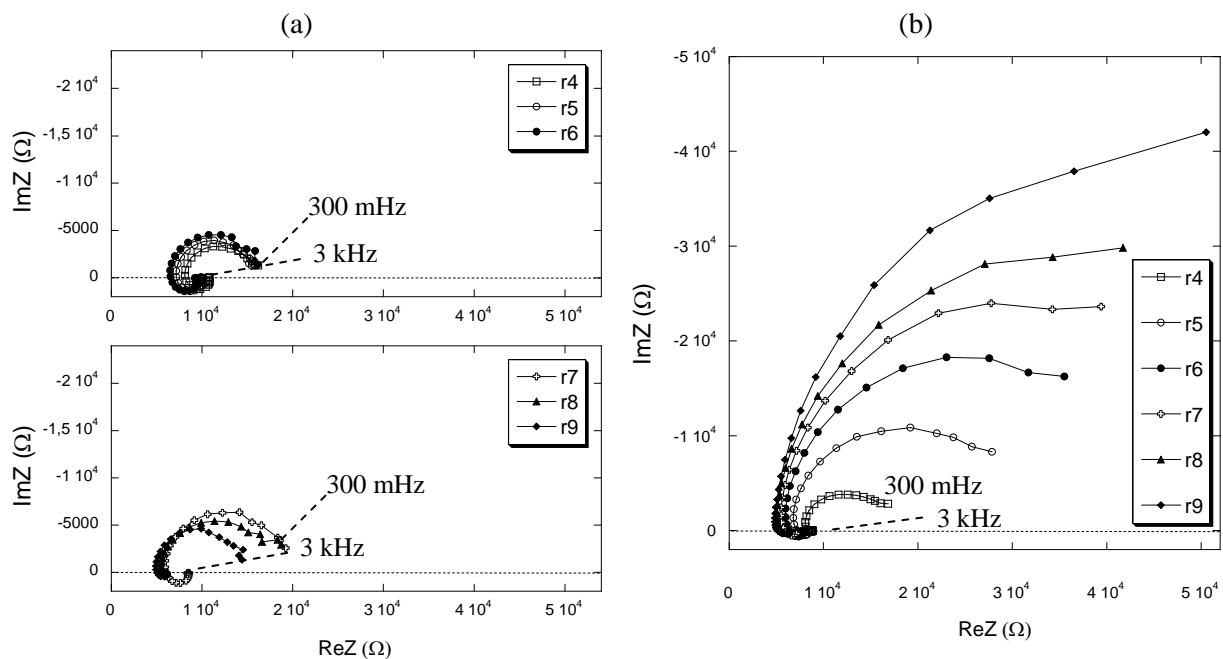 (a)
-2 10⁴
-1,5 10⁴
-1 10⁴
-5000
0
ImZ (Ω)
r4
r5
r6
300 mHz
3 kHz
0 1 10⁴ 2 10⁴ 3 10⁴ 4 10⁴ 5 10⁴
-2 10⁴
-1,5 10⁴
-1 10⁴
-5000
0
ImZ (Ω)
r7
r8
r9
300 mHz
3 kHz
0 1 10⁴ 2 10⁴ 3 10⁴ 4 10⁴ 5 10⁴
ReZ (Ω)
(b)
-5 10⁴
-4 10⁴
-3 10⁴
-2 10⁴
-1 10⁴
0
ImZ (Ω)
r4
r5
r6
r7
r8
r9
300 mHz
3 kHz
0 1 10⁴ 2 10⁴ 3 10⁴ 4 10⁴ 5 10⁴
ReZ (Ω)